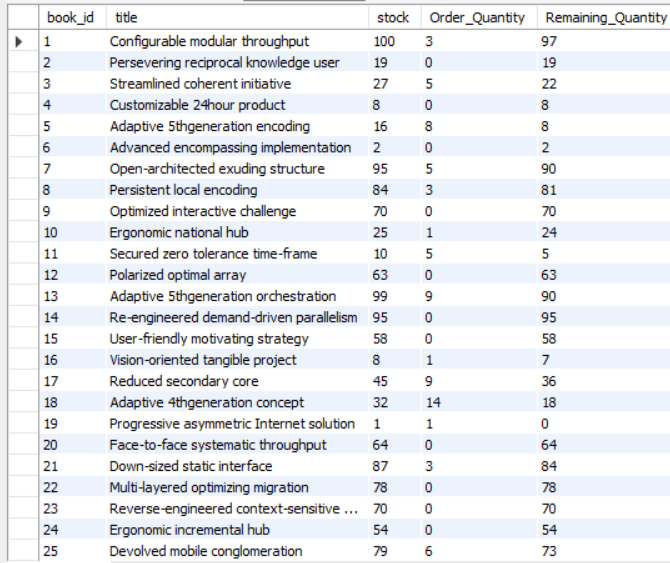 book_id title stock Order_Quantity Remaining_Quantity
1 Configurable modular throughput 100 3 97
2 Persevering reciprocal knowledge user 19 0 19
3 Streamlined coherent initiative 27 5 22
4 Customizable 24hour product 8 0 8
5 Adaptive 5thgeneration encoding 16 8 8
6 Advanced encompassing implementation 2 0 2
7 Open-architected exuding structure 95 5 90
8 Persistent local encoding 84 3 81
9 Optimized interactive challenge 70 0 70
10 Ergonomic national hub 25 1 24
11 Secured zero tolerance time-frame 10 5 5
12 Polarized optimal array 63 0 63
13 Adaptive 5thgeneration orchestration 99 9 90
14 Re-engineered demand-driven parallelism 95 0 95
15 User-friendly motivating strategy 58 0 58
16 Vision-oriented tangible project 8 1 7
17 Reduced secondary core 45 9 36
18 Adaptive 4thgeneration concept 32 14 18
19 Progressive asymmetric Internet solution 1 1 0
20 Face-to-face systematic throughput 64 0 64
21 Down-sized static interface 87 3 84
22 Multi-layered optimizing migration 78 0 78
23 Reverse-engineered context-sensitive ... 70 0 70
24 Ergonomic incremental hub 54 0 54
25 Devolved mobile conglomeration 79 6 73